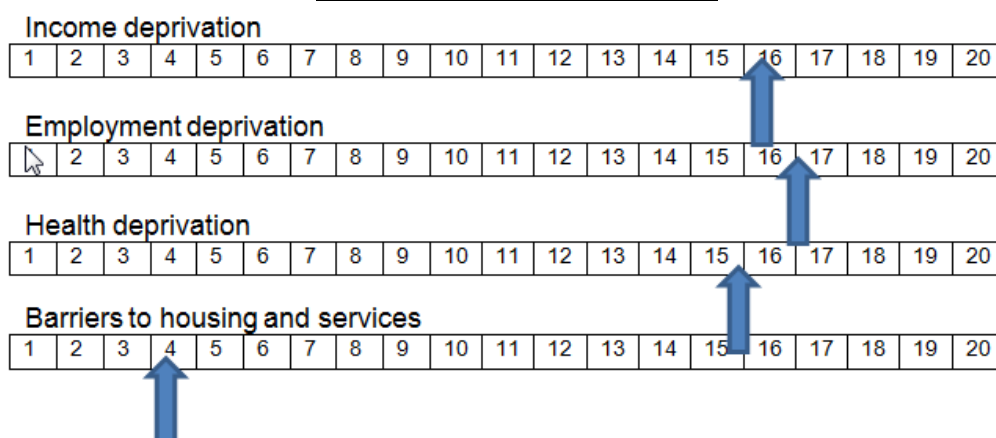 Income deprivation
1 2 3 4 5 6 7 8 9 10 11 12 13 14 15 16 17 18 19 20
Employment deprivation
2 3 4 5 6 7 8 9 10 11 12 13 14 15 16 17 18 19 20
Health deprivation
1 2 3 4 5 6 7 8 9 10 11 12 13 14 15 16 17 18 19 20
Barriers to housing and services
1 2 3 4 5 6 7 8 9 10 11 12 13 14 15 16 17 18 19 20